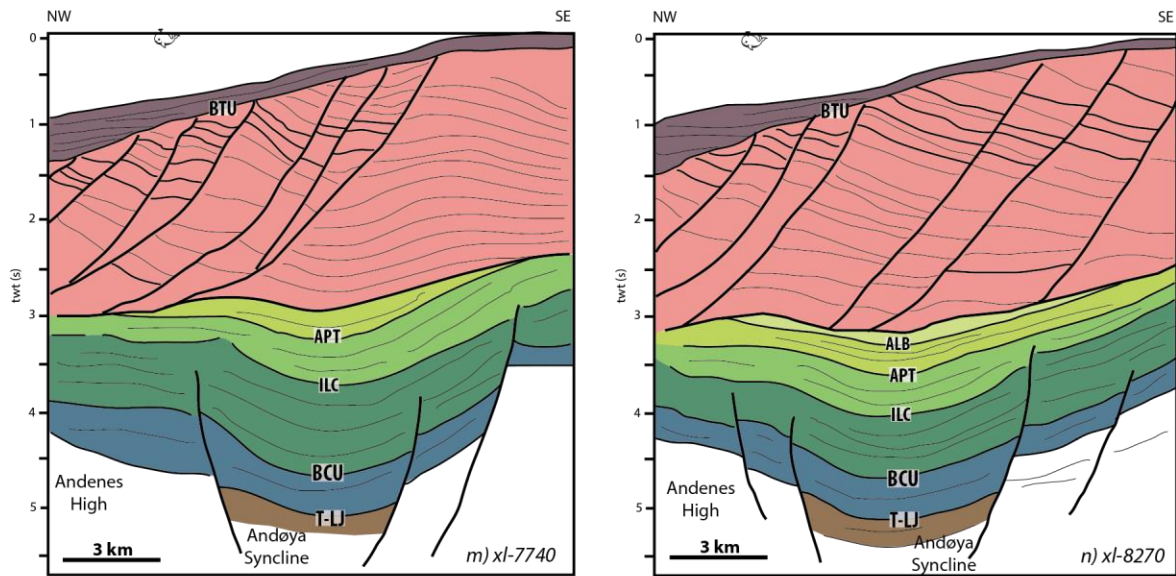 NW SE
0
1
2
3
4
5
twt (s)
BTU
APT
ILC
BCU
T-LJ
Andenes
High
Andøya
Syncline
3 km
m) xl-7740
NW SE
0
1
2
3
4
5
twt (s)
BTU
ALB
APT
ILC
BCU
T-LJ
Andenes
High
Andøya
Syncline
3 km
n) xl-8270